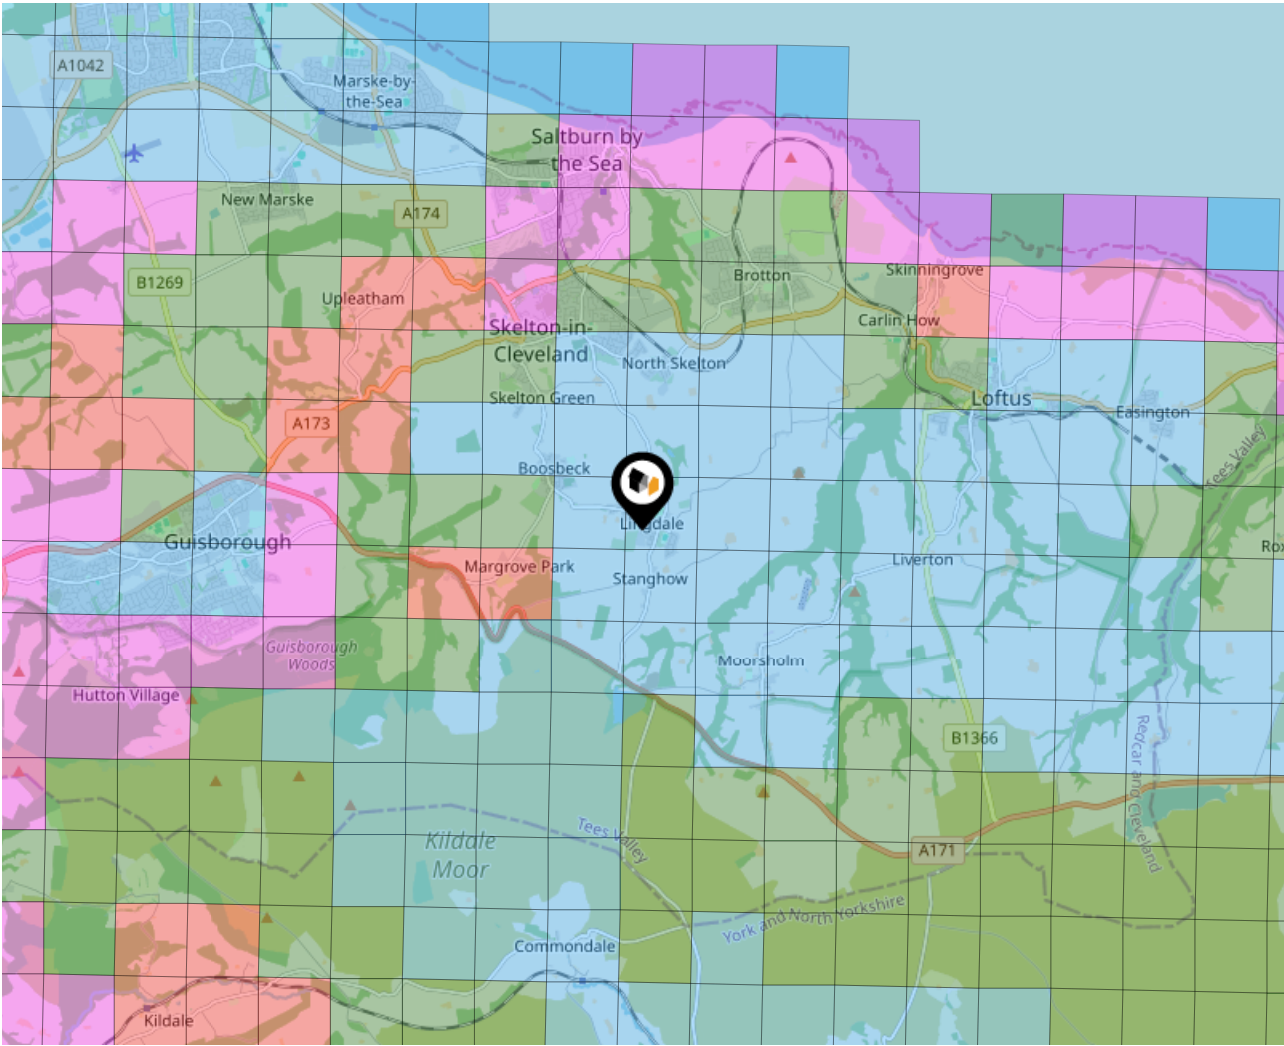 A1042
Marske-by-
the-Sea
Saltburn by
the Sea
New Marske
A174
B1269
Upleatham
Brotton
Skinningrove
Carlin How
Skelton-in-
Cleveland
North Skelton
Skelton Green
Loftus
Easington
A173
Tees Valley
Boosbeck
Lingdale
Guisborough
Margrove Park
Stanghow
Liverton
Rox
Guisborough
Woods
Moorsholm
Hutton Village
B1366
Redcar and Cleveland
Kildale
Moor
Tees Valley
A171
York and North Yorkshire
Commondale
Kildale